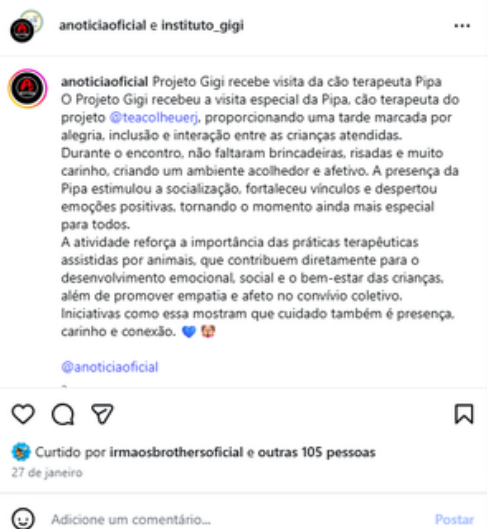 anoticiaoficial e instituto_gigi
anoticiaoficial Projeto Gigi recebe visita da cão terapeuta Pipa
O Projeto Gigi recebeu a visita especial da Pipa, cão terapeuta do
projeto @teacolheuerj, proporcionando uma tarde marcada por
alegria, inclusão e interação entre as crianças atendidas.
Durante o encontro, não faltaram brincadeiras, risadas e muito
carinho, criando um ambiente acolhedor e afetivo. A presença da
Pipa estimulou a socialização, fortaleceu vínculos e despertou
emoções positivas, tornando o momento ainda mais especial
para todos.
A atividade reforça a importância das práticas terapêuticas
assistidas por animais, que contribuem diretamente para o
desenvolvimento emocional, social e o bem-estar das crianças,
além de promover empatia e afeto no convívio coletivo.
Iniciativas como essa mostram que cuidado também é presença,
carinho e conexão. 💙 🐶
@anoticiaoficial
Curtido por irmaosbrothersoficial e outras 105 pessoas
27 de janeiro
Adicione um comentário...
Postar